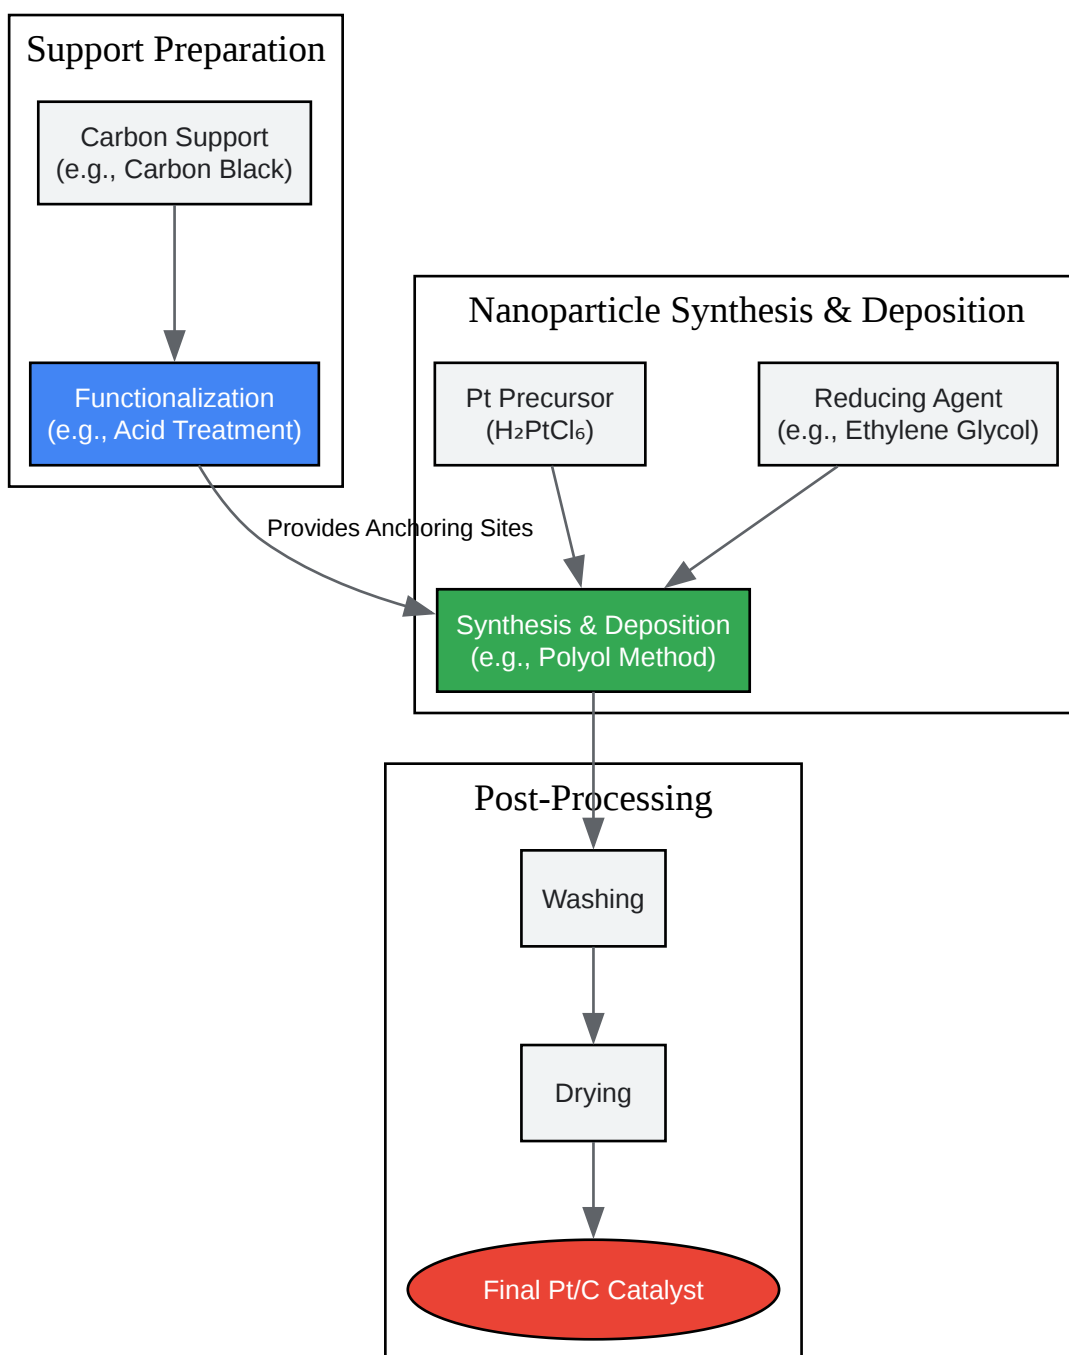 Support Preparation
Carbon Support
(e.g., Carbon Black)
Functionalization
(e.g., Acid Treatment)
Provides Anchoring Sites
Nanoparticle Synthesis & Deposition
Pt Precursor
(H₂PtCl₆)
Reducing Agent
(e.g., Ethylene Glycol)
Synthesis & Deposition
(e.g., Polyol Method)
Post-Processing
Washing
Drying
Final Pt/C Catalyst